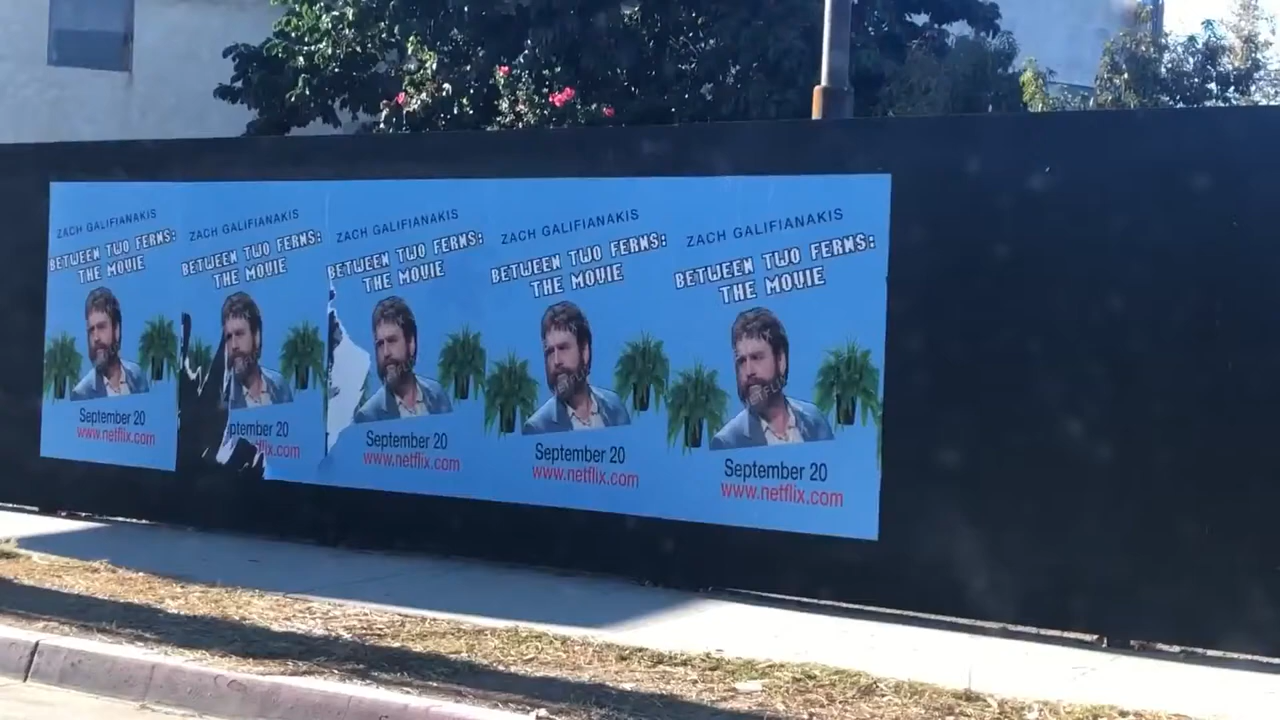 ZACH GALIFIANAKIS
BETWEEN TWO FERNS:
THE MOVIE
September 20
www.netflix.com
ZACH GALIFIANAKIS
BETWEEN TWO FERNS:
THE MOVIE
ptember 20
tflix.com
ZACH GALIFIANAKIS
BETWEEN TWO FERNS:
THE MOVIE
September 20
www.netflix.com
ZACH GALIFIANAKIS
BETWEEN TWO FERNS:
THE MOVIE
NETFLIX
September 20
www.netflix.com
ZACH GALIFIANAKIS
BETWEEN TWO FERNS:
THE MOVIE
NETFLIX
September 20
www.netflix.com